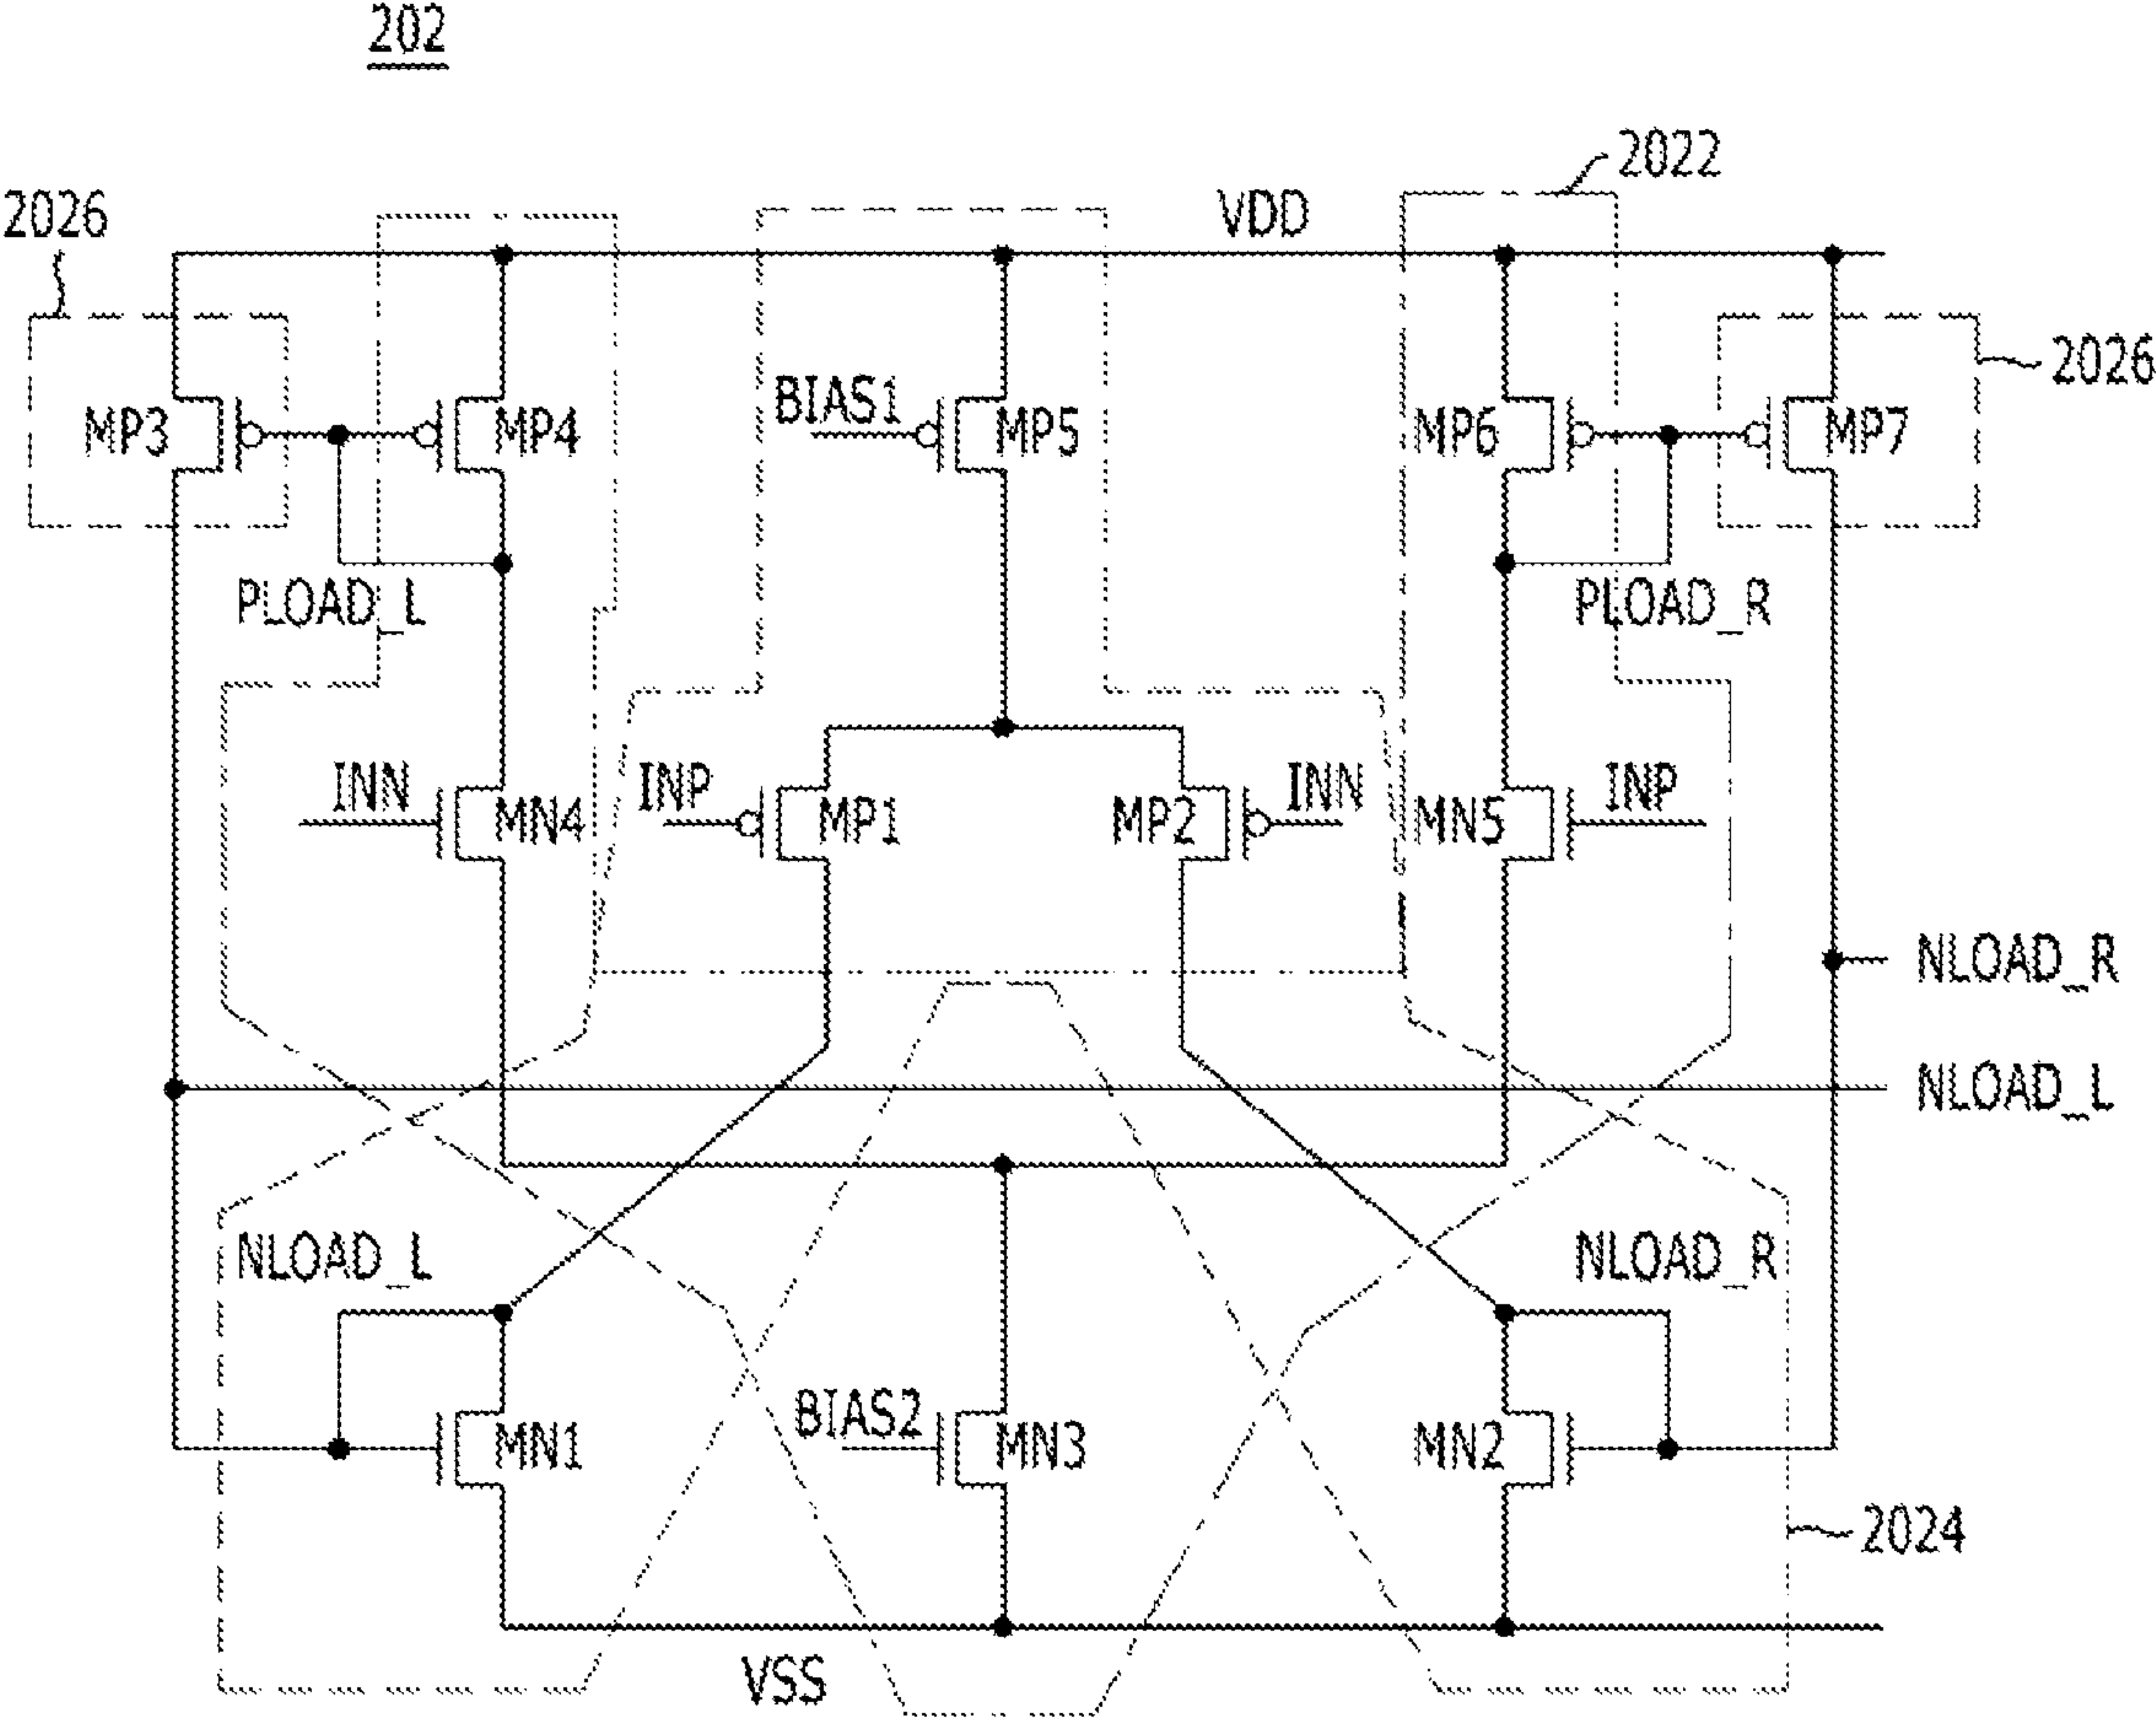 202
2022
2026
VDD
2026
MP3
MP4
BIAS1
MP5
MP6
MP7
PLOAD_L
PLOAD_R
INN
MN4
INP
MP1
MP2
INN
MN5
INP
NLOAD_R
NLOAD_L
NLOAD_L
NLOAD_R
MN1
BIAS2
MN3
MN2
2024
VSS